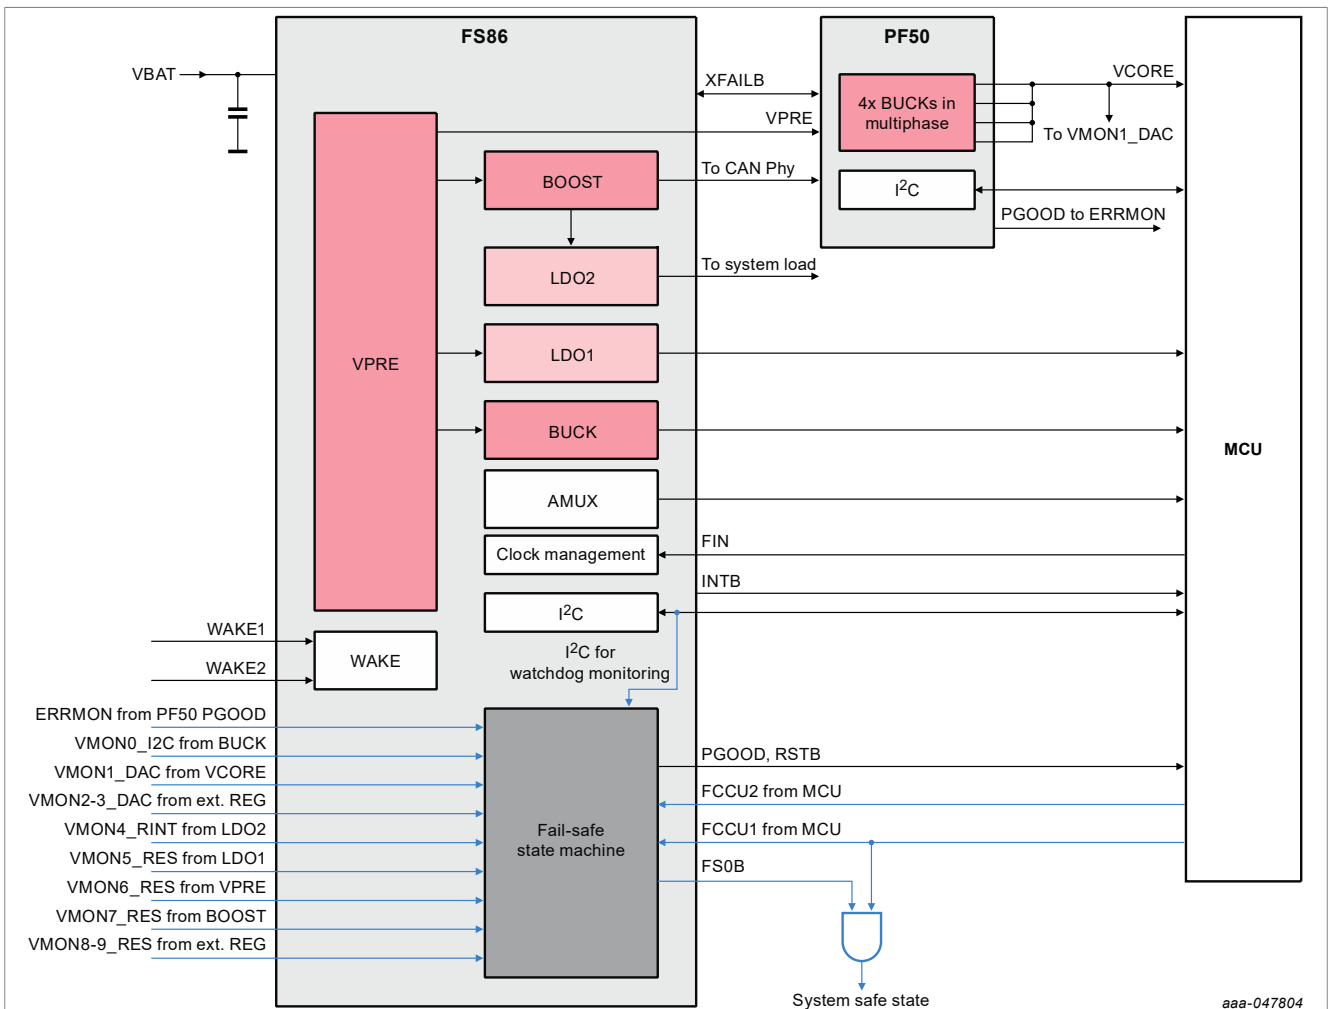 FS86
PF50
VBAT
XFAILB
VCORE
4x BUCKs in
multiphase
VPRE
To VMON1_DAC
To CAN Phy
BOOST
I2C
PGOOD to ERRMON
To system load
LDO2
VPRE
LDO1
BUCK
MCU
AMUX
FIN
Clock management
INTB
I2C
WAKE1
WAKE2
WAKE
I2C for
watchdog monitoring
ERRMON from PF50 PGOOD
VMON0_I2C from BUCK
VMON1_DAC from VCORE
VMON2-3_DAC from ext. REG
VMON4_RINT from LDO2
VMON5_RES from LDO1
VMON6_RES from VPRE
VMON7_RES from BOOST
VMON8-9_RES from ext. REG
Fail-safe
state machine
PGOOD, RSTB
FCCU2 from MCU
FCCU1 from MCU
FS0B
System safe state
aaa-047804